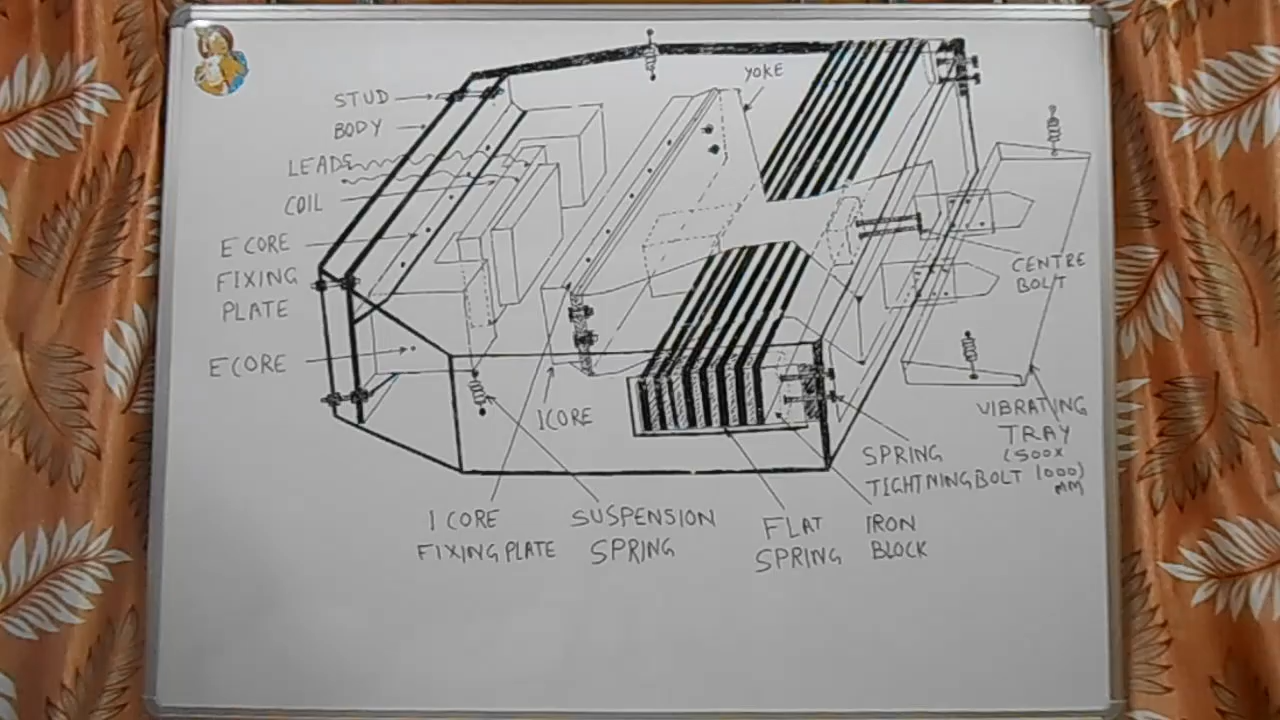 STUD
BODY
LEADS
COIL
E CORE
FIXING
PLATE
E CORE
YOKE
CENTRE
BOLT
I CORE
VIBRATING
TRAY
(500X
1000)
MM
SPRING
TIGHTNING BOLT
I CORE
FIXING PLATE
SUSPENSION
SPRING
FLAT
SPRING
IRON
BLOCK